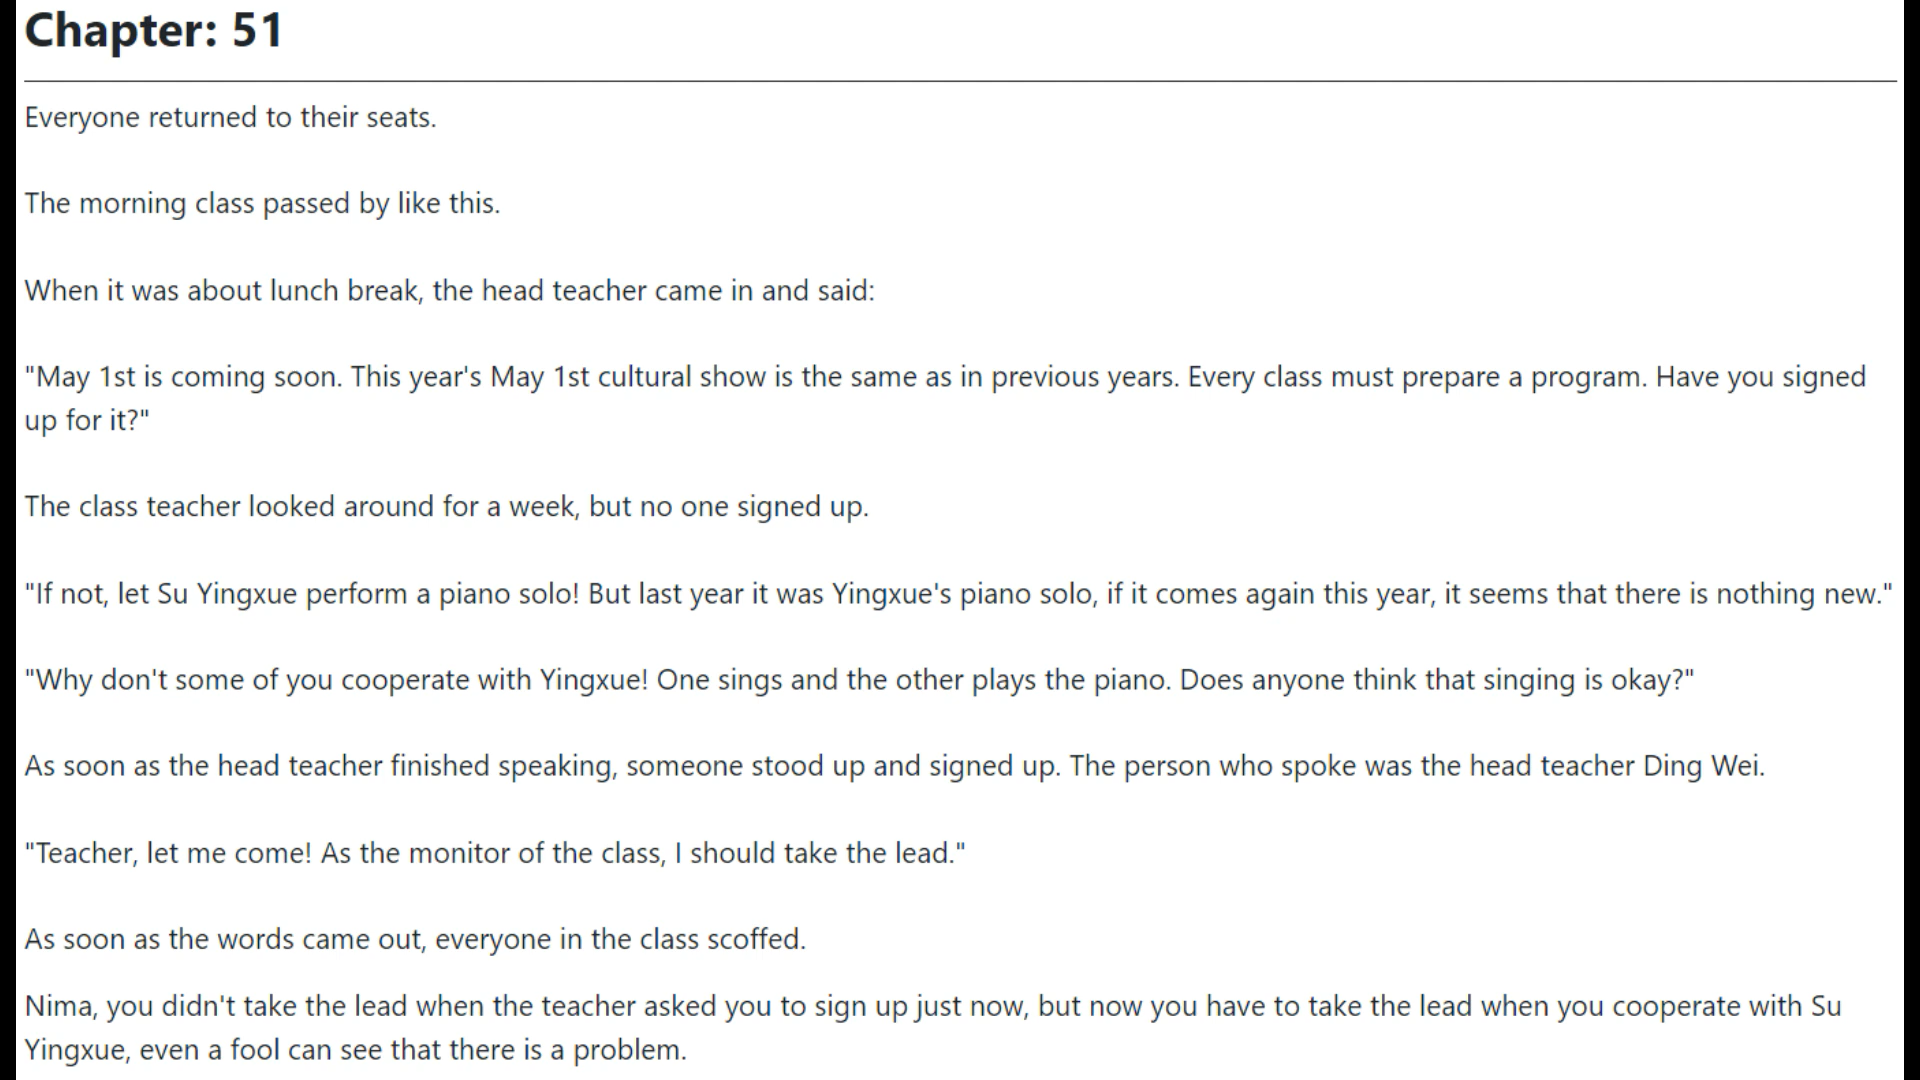 Chapter: 51
Everyone returned to their seats.
The morning class passed by like this.
When it was about lunch break, the head teacher came in and said:
"May 1st is coming soon. This year's May 1st cultural show is the same as in previous years. Every class must prepare a program. Have you signed
up for it?"
The class teacher looked around for a week, but no one signed up.
"If not, let Su Yingxue perform a piano solo! But last year it was Yingxue's piano solo, if it comes again this year, it seems that there is nothing new."
"Why don't some of you cooperate with Yingxue! One sings and the other plays the piano. Does anyone think that singing is okay?"
As soon as the head teacher finished speaking, someone stood up and signed up. The person who spoke was the head teacher Ding Wei.
"Teacher, let me come! As the monitor of the class, I should take the lead."
As soon as the words came out, everyone in the class scoffed.
Nima, you didn't take the lead when the teacher asked you to sign up just now, but now you have to take the lead when you cooperate with Su
Yingxue, even a fool can see that there is a problem.